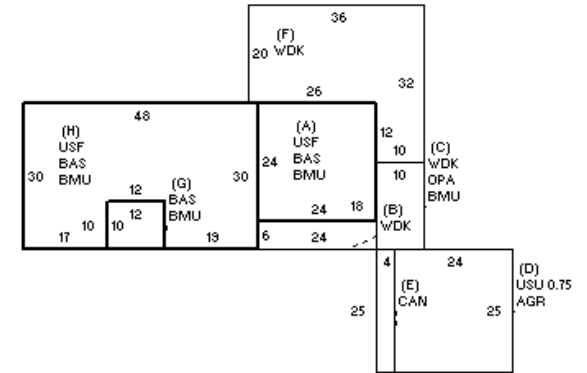 36
(F)
20 WDK
32
26
48
(H)
USF
BAS
BMU
(A)
USF
BAS
BMU
12
(C)
WDK
OPA
BMU
30
30
24
10
10
12
(G)
BAS
BMU
12
10
10
24
18
(B)
WDK
17
19
6
24
4
24
(D)
USU 0.75
AGR
(E)
CAN
25
25